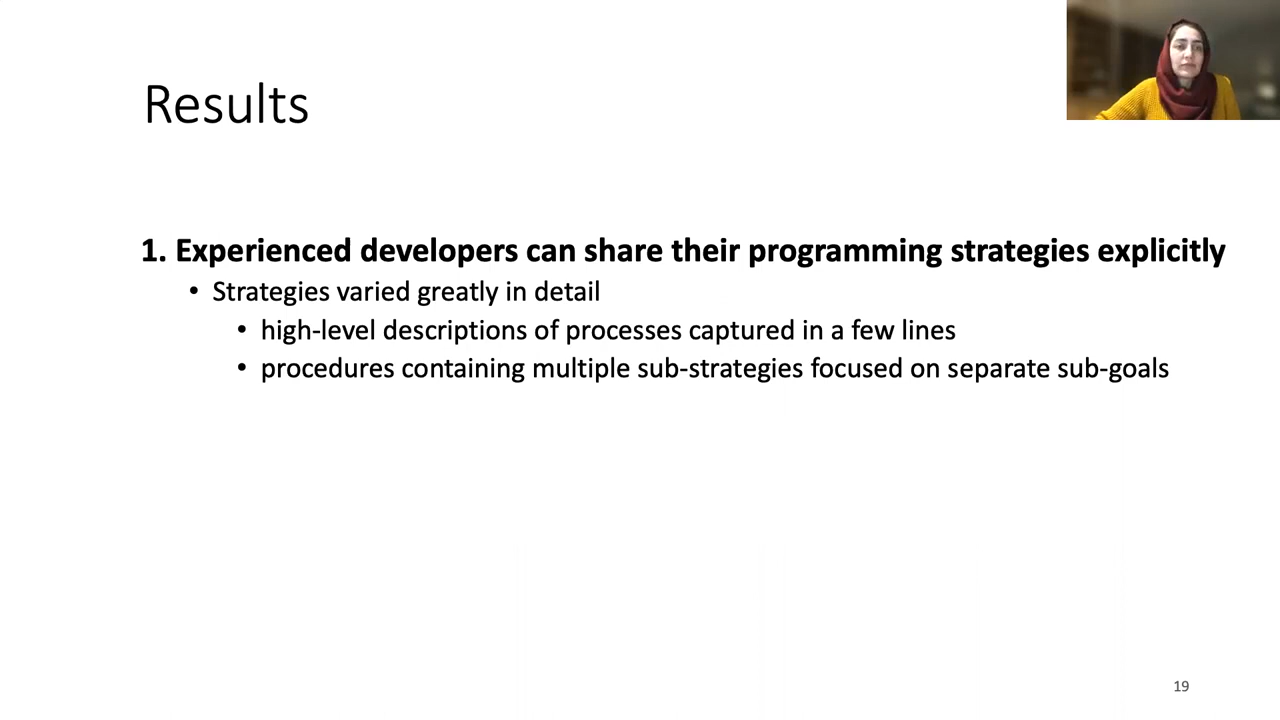 Results
1. Experienced developers can share their programming strategies explicitly
• Strategies varied greatly in detail
• high-level descriptions of processes captured in a few lines
• procedures containing multiple sub-strategies focused on separate sub-goals
19